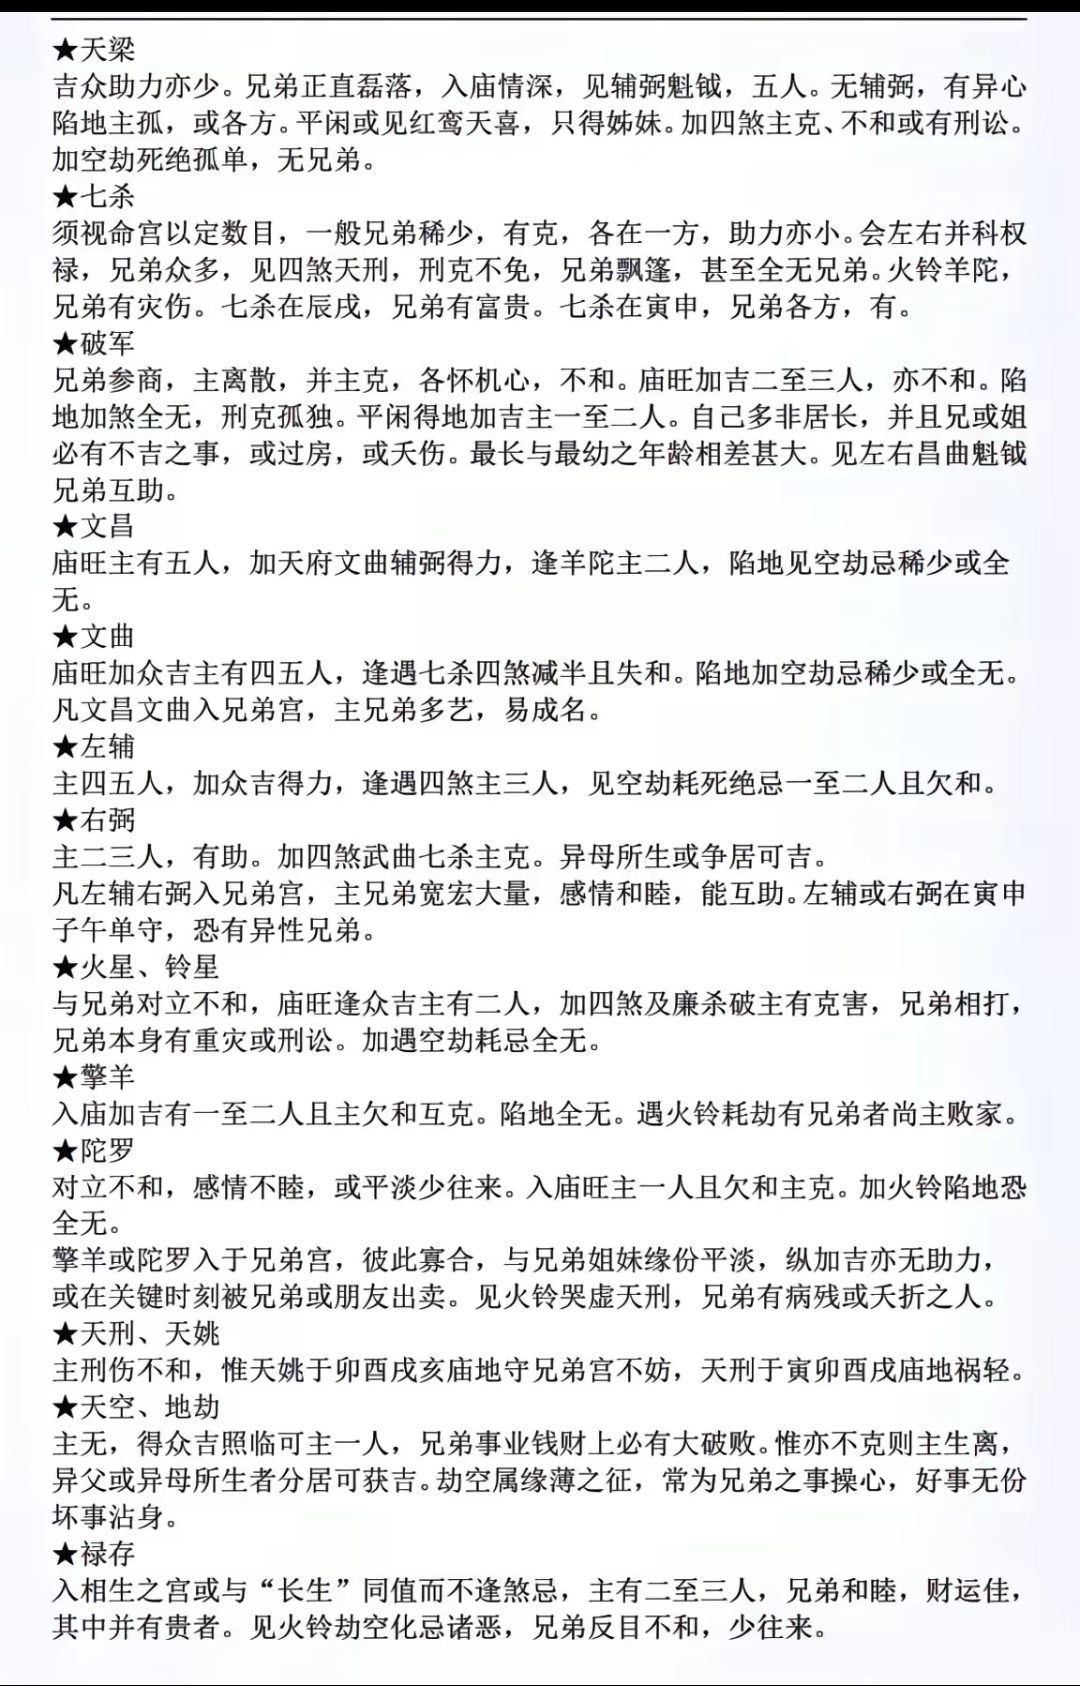 ★天梁
吉众助力亦少。兄弟正直磊落，入庙情深，见辅弼魁钺，五人。无辅弼，有异心
陷地主孤，或各方。平闲或见红鸾天喜，只得姊妹。加四煞主克、不和或有刑讼。
加空劫死绝孤单，无兄弟。
★七杀
须视命宫以定数目，一般兄弟稀少，有克，各在一方，助力亦小。会左右并科权
禄，兄弟众多，见四煞天刑，刑克不免，兄弟飘篷，甚至全无兄弟。火铃羊陀，
兄弟有灾伤。七杀在辰戌，兄弟有富贵。七杀在寅申，兄弟各方，有。
★破军
兄弟参商，主离散，并主克，各怀机心，不和。庙旺加吉二至三人，亦不和。陷
地加煞全无，刑克孤独。平闲得地加吉主一至二人。自己多非居长，并且兄或姐
必有不吉之事，或过房，或夭伤。最长与最幼之年龄相差甚大。见左右昌曲魁钺
兄弟互助。
★文昌
庙旺主有五人，加天府文曲辅弼得力，逢羊陀主二人，陷地见空劫忌稀少或全
无。
★文曲
庙旺加众吉主有四五人，逢遇七杀四煞减半且失和。陷地加空劫忌稀少或全无。
凡文昌文曲入兄弟宫，主兄弟多艺，易成名。
★左辅
主四五人，加众吉得力，逢遇四煞主三人，见空劫耗死绝忌一至二人且欠和。
★右弼
主二三人，有助。加四煞武曲七杀主克。异母所生或争居可吉。
凡左辅右弼入兄弟宫，主兄弟宽宏大量，感情和睦，能互助。左辅或右弼在寅申
子午单守，恐有异性兄弟。
★火星、铃星
与兄弟对立不和，庙旺逢众吉主有二人，加四煞及廉杀破主有克害，兄弟相打，
兄弟本身有重灾或刑讼。加遇空劫耗忌全无。
★擎羊
入庙加吉有一至二人且主欠和互克。陷地全无。遇火铃耗劫有兄弟者尚主败家。
★陀罗
对立不和，感情不睦，或平淡少往来。入庙旺主一人且欠和主克。加火铃陷地恐
全无。
擎羊或陀罗入于兄弟宫，彼此寡合，与兄弟姐妹缘份平淡，纵加吉亦无助力，
或在关键时刻被兄弟或朋友出卖。见火铃哭虚天刑，兄弟有病残或夭折之人。
★天刑、天姚
主刑伤不和，惟天姚于卯酉戌亥庙地守兄弟宫不妨，天刑于寅卯酉戌庙地祸轻。
★天空、地劫
主无，得众吉照临可主一人，兄弟事业钱财上必有大破败。惟亦不克则主生离，
异父或异母所生者分居可获吉。劫空属缘薄之征，常为兄弟之事操心，好事无份
坏事沾身。
★禄存
入相生之宫或与“长生”同值而不逢煞忌，主有二至三人，兄弟和睦，财运佳，
其中并有贵者。见火铃劫空化忌诸恶，兄弟反目不和，少往来。